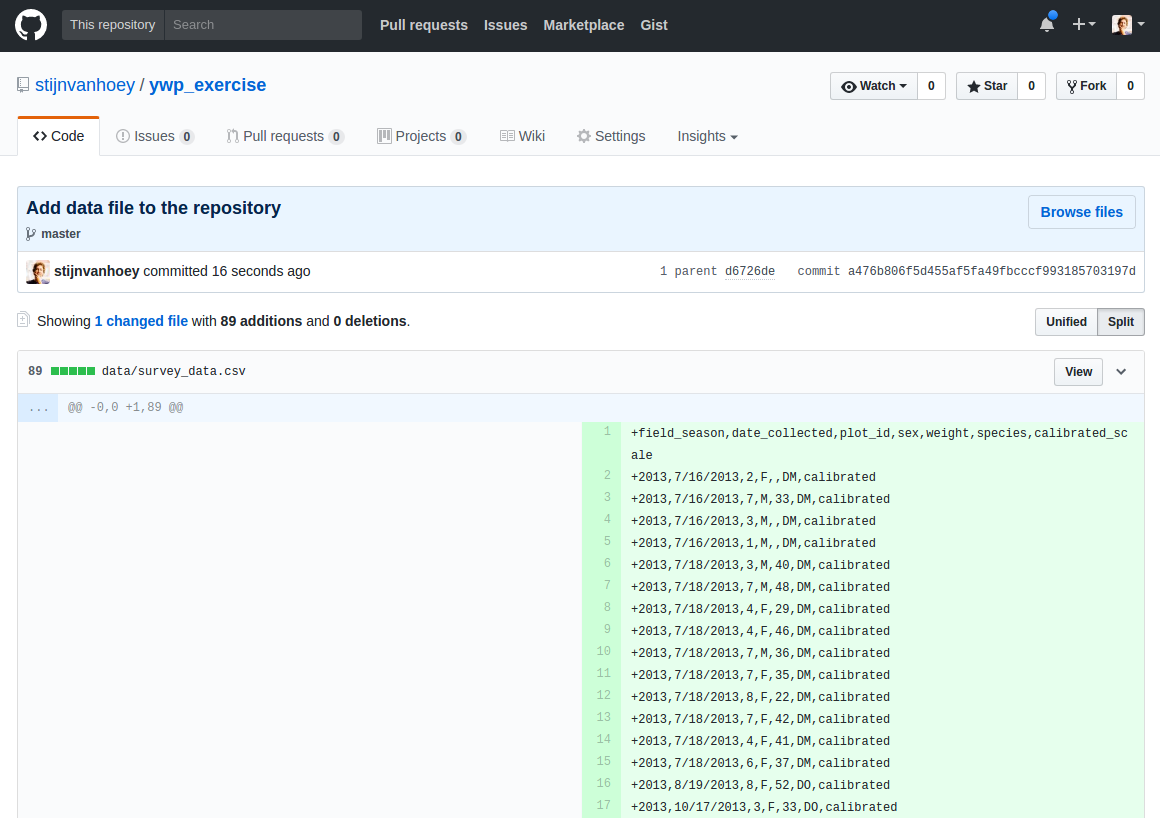 This repository Search Pull requests Issues Marketplace Gist
stijnvanhoey / ywp_exercise Watch 0 Star 0 Fork 0
Code Issues 0 Pull requests 0 Projects 0 Wiki Settings Insights
Add data file to the repository Browse files
master
stijnvanhoey committed 16 seconds ago 1 parent d6726de commit a476b806f5d455af5fa49fbcccf993185703197d
Showing 1 changed file with 89 additions and 0 deletions. Unified Split
89 data/survey_data.csv View
... @@ -0,0 +1,89 @@
1 +field_season,date_collected,plot_id,sex,weight,species,calibrated_sc
ale
2 +2013,7/16/2013,2,F,,DM,calibrated
3 +2013,7/16/2013,7,M,33,DM,calibrated
4 +2013,7/16/2013,3,M,,DM,calibrated
5 +2013,7/16/2013,1,M,,DM,calibrated
6 +2013,7/18/2013,3,M,40,DM,calibrated
7 +2013,7/18/2013,7,M,48,DM,calibrated
8 +2013,7/18/2013,4,F,29,DM,calibrated
9 +2013,7/18/2013,4,F,46,DM,calibrated
10 +2013,7/18/2013,7,M,36,DM,calibrated
11 +2013,7/18/2013,7,F,35,DM,calibrated
12 +2013,7/18/2013,8,F,22,DM,calibrated
13 +2013,7/18/2013,7,F,42,DM,calibrated
14 +2013,7/18/2013,4,F,41,DM,calibrated
15 +2013,7/18/2013,6,F,37,DM,calibrated
16 +2013,8/19/2013,8,F,52,DO,calibrated
17 +2013,10/17/2013,3,F,33,DO,calibrated